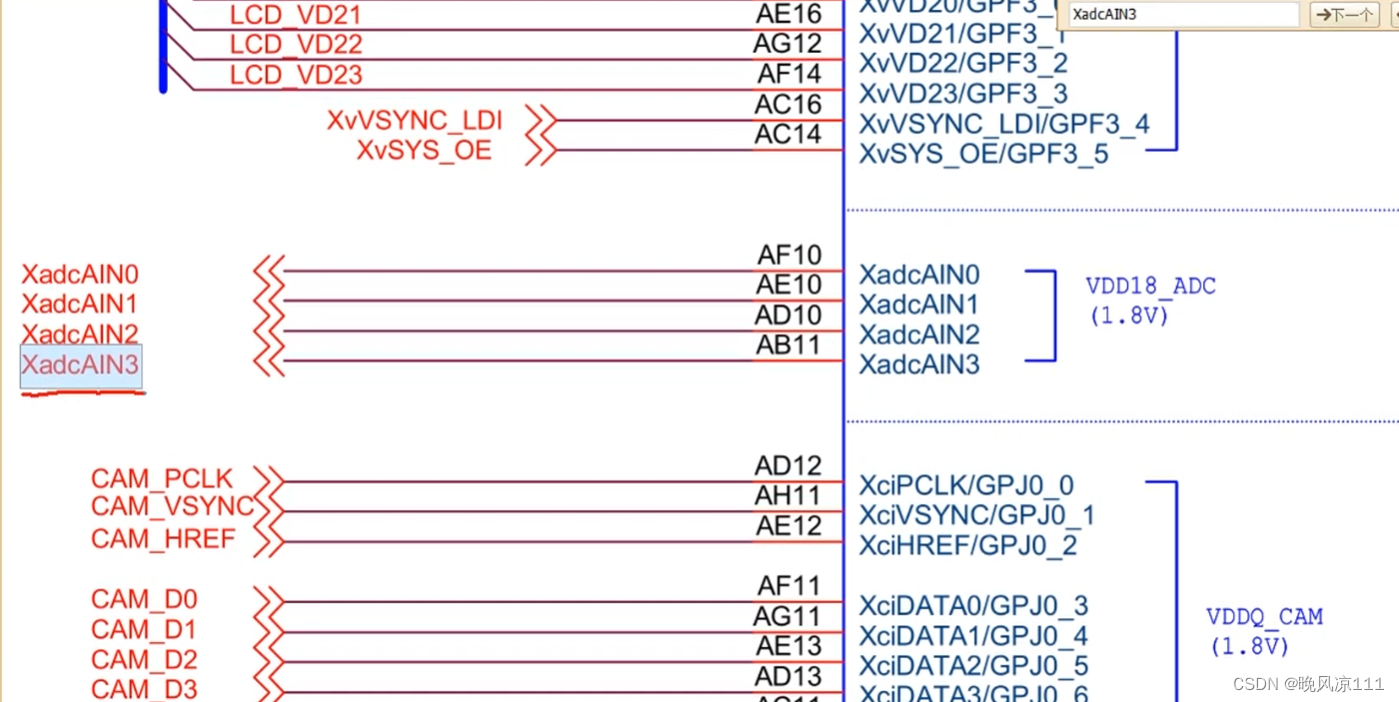 LCD_VD21 AE16 XvVD20/GPF3_ XadcAIN3 下一个
LCD_VD22 AG12 XvVD21/GPF3_1
LCD_VD23 AF14 XvVD22/GPF3_2
AC16 XvVD23/GPF3_3
XvVSYNC_LDI AC14 XvVSYNC_LDI/GPF3_4
XvSYS_OE XvSYS_OE/GPF3_5
XadcAIN0 AF10 XadcAIN0
XadcAIN1 AE10 XadcAIN1 VDD18_ADC
XadcAIN2 AD10 XadcAIN2 (1.8V)
XadcAIN3 AB11 XadcAIN3
CAM_PCLK AD12 XciPCLK/GPJ0_0
CAM_VSYNC AH11 XciVSYNC/GPJ0_1
CAM_HREF AE12 XciHREF/GPJ0_2
CAM_D0 AF11 XciDATA0/GPJ0_3
CAM_D1 AG11 XciDATA1/GPJ0_4 VDDQ_CAM
CAM_D2 AE13 XciDATA2/GPJ0_5 (1.8V)
CAM_D3 AD13 XciDATA3/GPJ0_6
CSDN @晚风凉111